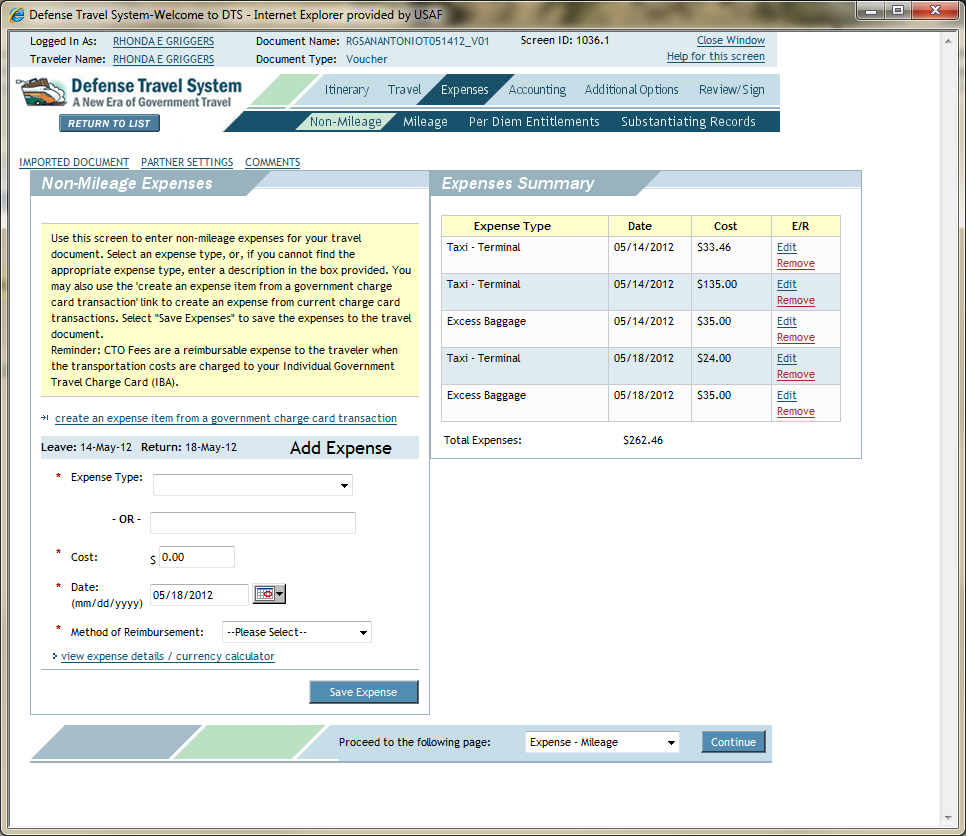 Defense Travel System-Welcome to DTS - Internet Explorer provided by USAF
Logged In As: RHONDA E GRIGGERS Document Name: RGSANANTONIOT051412_V01 Screen ID: 1036.1 Close Window
Traveler Name: RHONDA E GRIGGERS Document Type: Voucher Help for this screen
Defense Travel System
A New Era of Government Travel
Itinerary Travel Expenses Accounting Additional Options Review/Sign
RETURN TO LIST
Non-Mileage Mileage Per Diem Entitlements Substantiating Records
IMPORTED DOCUMENT PARTNER SETTINGS COMMENTS
Non-Mileage Expenses
Use this screen to enter non-mileage expenses for your travel
document. Select an expense type, or, if you cannot find the
appropriate expense type, enter a description in the box provided. You
may also use the 'create an expense item from a government charge
card transaction' link to create an expense from current charge card
transactions. Select "Save Expenses" to save the expenses to the travel
document.
Reminder: CTO Fees are a reimbursable expense to the traveler when
the transportation costs are charged to your Individual Government
Travel Charge Card (IBA).
create an expense item from a government charge card transaction
Leave: 14-May-12 Return: 18-May-12 Add Expense
* Expense Type:
- OR -
* Cost: $ 0.00
* Date: 05/18/2012
(mm/dd/yyyy)
* Method of Reimbursement: --Please Select--
view expense details / currency calculator
Save Expense
Expenses Summary
Expense Type Date Cost E/R
Taxi - Terminal 05/14/2012 $33.46 Edit
Remove
Taxi - Terminal 05/14/2012 $135.00 Edit
Remove
Excess Baggage 05/14/2012 $35.00 Edit
Remove
Taxi - Terminal 05/18/2012 $24.00 Edit
Remove
Excess Baggage 05/18/2012 $35.00 Edit
Remove
Total Expenses: $262.46
Proceed to the following page: Expense - Mileage Continue